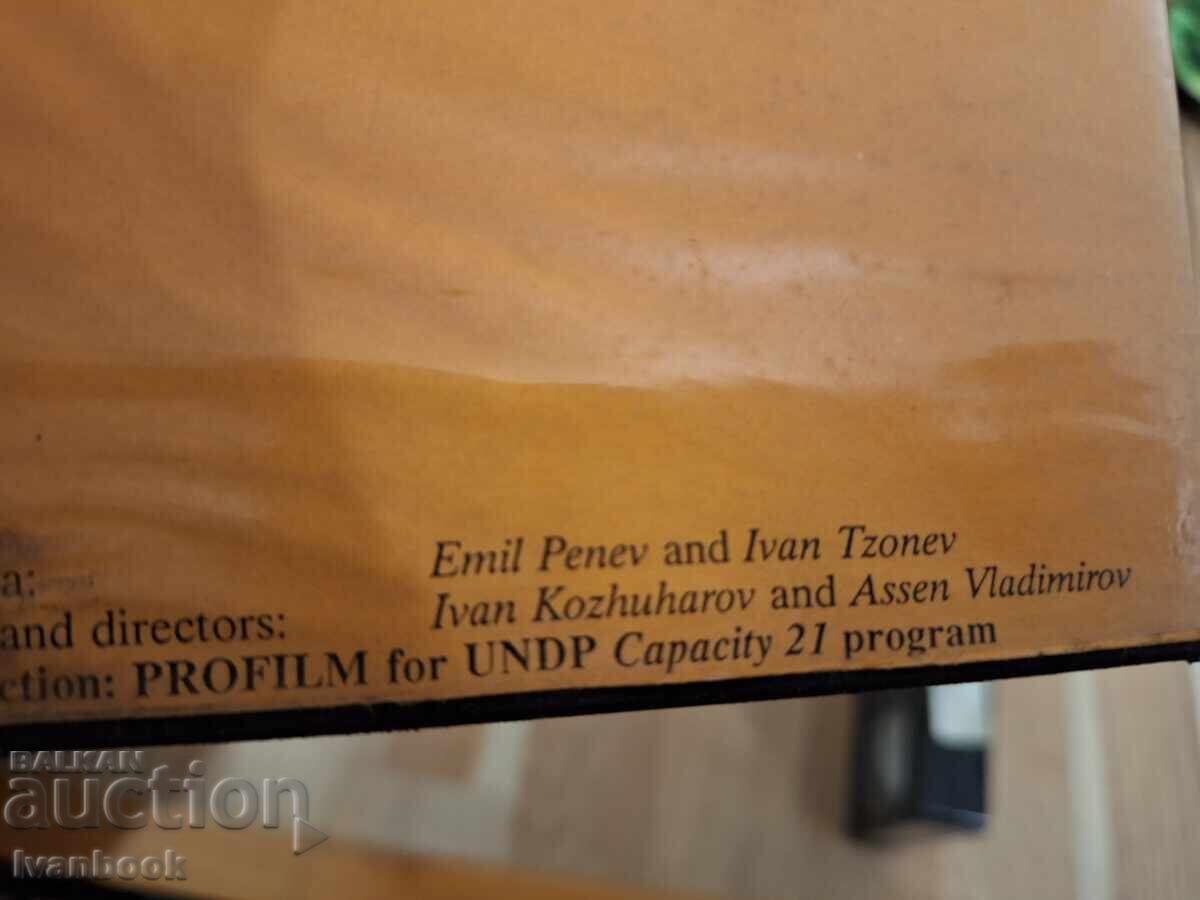 a: Emil Penev and Ivan Tzonev
and directors: Ivan Kozhuharov and Assen Vladimirov
ction: PROFILM for UNDP Capacity 21 program
BALKAN
auction
Ivanbook